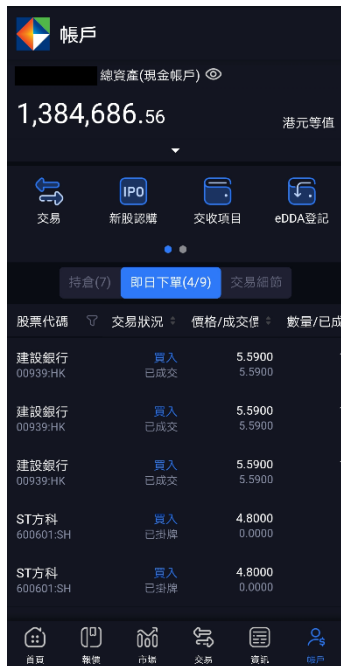 帳戶
總資產(現金帳戶)
1,384,686.56 港元等值
交易 新股認購 交收項目 eDDA登記
IPO
持倉(7) 即日下單(4/9) 交易細節
股票代碼 交易狀況 價格/成交價 數量/已成
建設銀行 買入 5.5900
00939:HK 已成交 5.5900
建設銀行 買入 5.5900
00939:HK 已成交 5.5900
建設銀行 買入 5.5900
00939:HK 已成交 5.5900
ST方科 買入 4.8000
600601:SH 已掛牌 0.0000
ST方科 買入 4.8000
600601:SH 已掛牌 0.0000
首頁 報價 市場 交易 資訊 帳戶